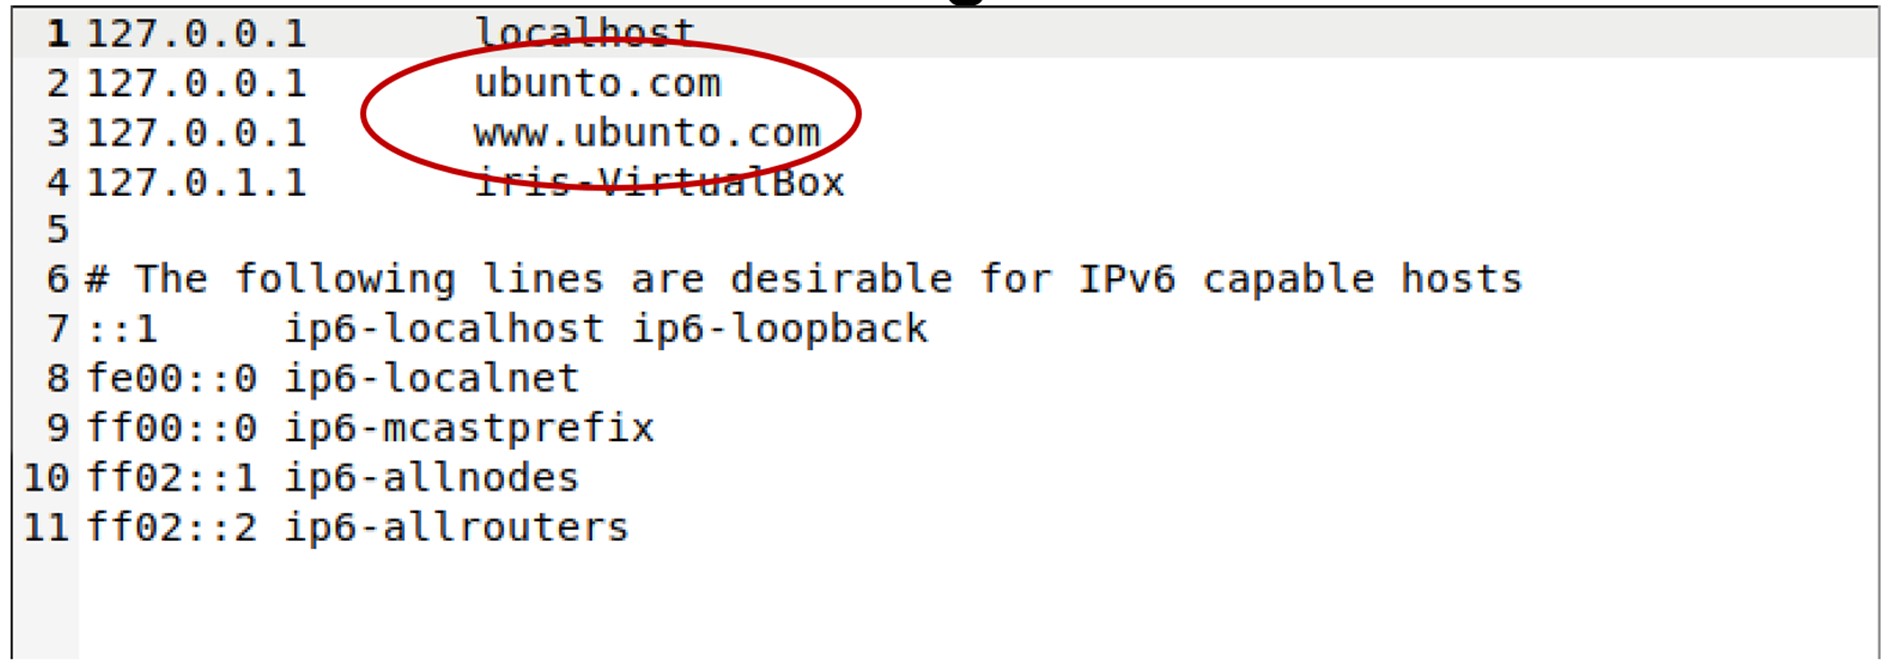 1 127.0.0.1 localhost
2 127.0.0.1 ubunto.com
3 127.0.0.1 www.ubunto.com
4 127.0.1.1 iris-VirtualBox
5
6 # The following lines are desirable for IPv6 capable hosts
7 ::1 ip6-localhost ip6-loopback
8 fe00::0 ip6-localnet
9 ff00::0 ip6-mcastprefix
10 ff02::1 ip6-allnodes
11 ff02::2 ip6-allrouters